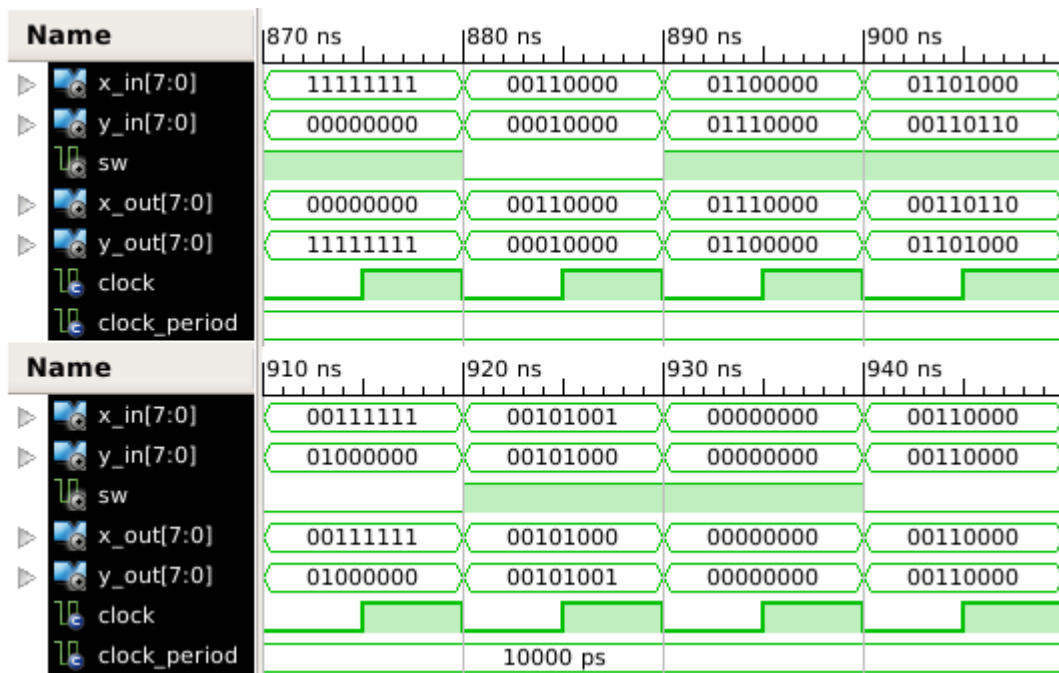 Name 870 ns 880 ns 890 ns 900 ns
x_in[7:0] 11111111 00110000 01100000 01101000
y_in[7:0] 00000000 00010000 01110000 00110110
sw
x_out[7:0] 00000000 00110000 01110000 00110110
y_out[7:0] 11111111 00010000 01100000 01101000
clock
clock_period
Name 910 ns 920 ns 930 ns 940 ns
x_in[7:0] 00111111 00101001 00000000 00110000
y_in[7:0] 01000000 00101000 00000000 00110000
sw
x_out[7:0] 00111111 00101000 00000000 00110000
y_out[7:0] 01000000 00101001 00000000 00110000
clock
clock_period 10000 ps